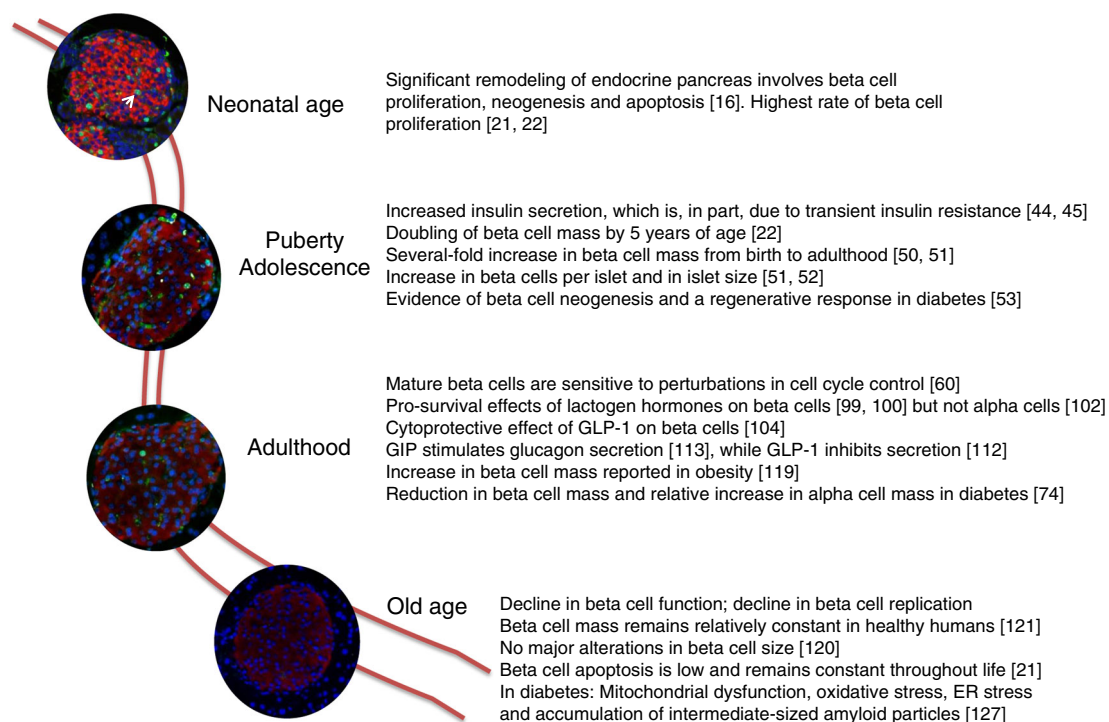 Neonatal age
Significant remodeling of endocrine pancreas involves beta cell
proliferation, neogenesis and apoptosis [16]. Highest rate of beta cell
proliferation [21, 22]
Puberty
Adolescence
Increased insulin secretion, which is, in part, due to transient insulin resistance [44, 45]
Doubling of beta cell mass by 5 years of age [22]
Several-fold increase in beta cell mass from birth to adulthood [50, 51]
Increase in beta cells per islet and in islet size [51, 52]
Evidence of beta cell neogenesis and a regenerative response in diabetes [53]
Adulthood
Mature beta cells are sensitive to perturbations in cell cycle control [60]
Pro-survival effects of lactogen hormones on beta cells [99, 100] but not alpha cells [102]
Cytoprotective effect of GLP-1 on beta cells [104]
GIP stimulates glucagon secretion [113], while GLP-1 inhibits secretion [112]
Increase in beta cell mass reported in obesity [119]
Reduction in beta cell mass and relative increase in alpha cell mass in diabetes [74]
Old age
Decline in beta cell function; decline in beta cell replication
Beta cell mass remains relatively constant in healthy humans [121]
No major alterations in beta cell size [120]
Beta cell apoptosis is low and remains constant throughout life [21]
In diabetes: Mitochondrial dysfunction, oxidative stress, ER stress
and accumulation of intermediate-sized amyloid particles [127]